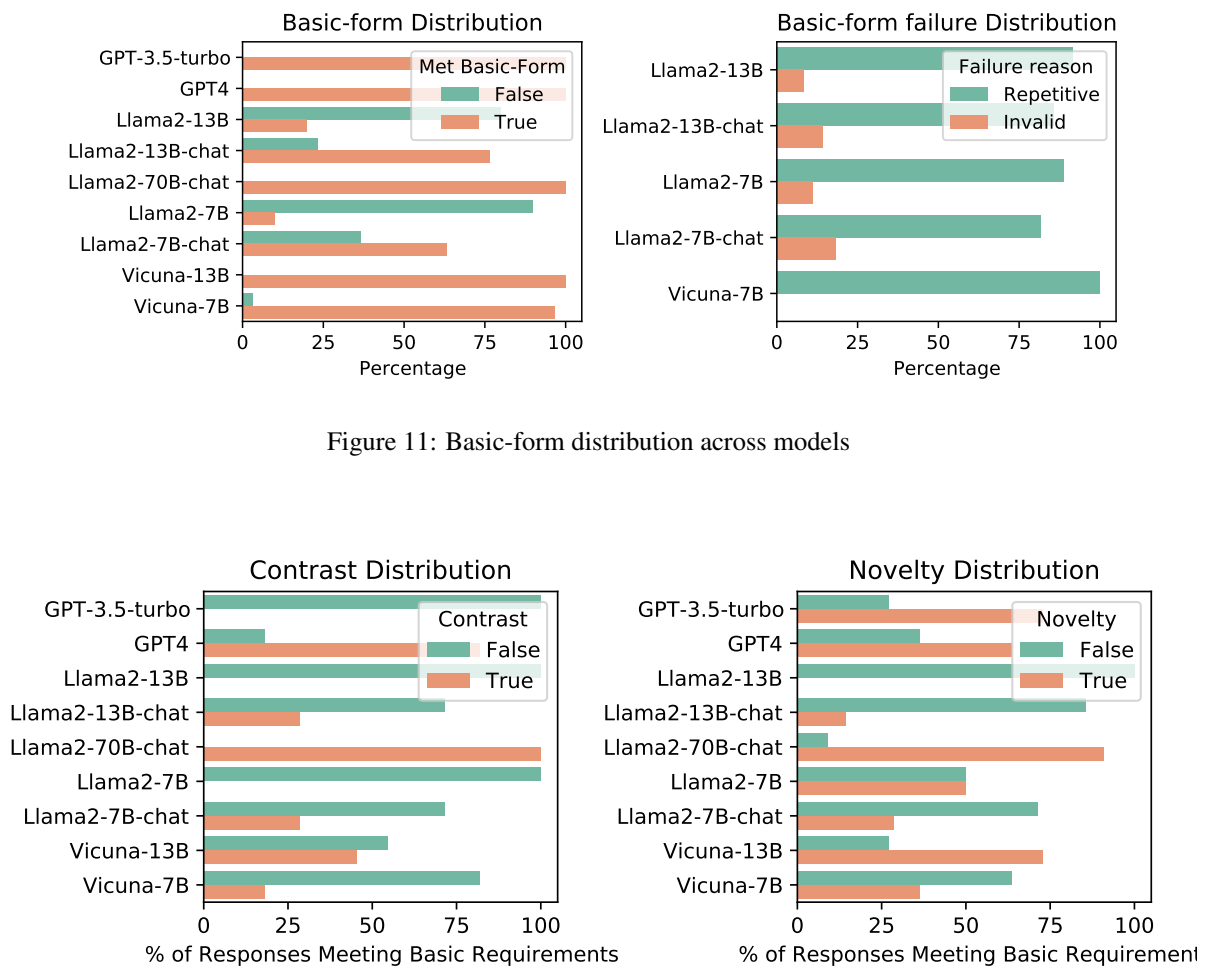 Basic-form Distribution
GPT-3.5-turbo
GPT4
Llama2-13B
Llama2-13B-chat
Llama2-70B-chat
Llama2-7B
Llama2-7B-chat
Vicuna-13B
Vicuna-7B
Met Basic-Form
False
True
0 25 50 75 100
Percentage
Basic-form failure Distribution
Llama2-13B
Llama2-13B-chat
Llama2-7B
Llama2-7B-chat
Vicuna-7B
Failure reason
Repetitive
Invalid
0 25 50 75 100
Percentage
Figure 11: Basic-form distribution across models
Contrast Distribution
GPT-3.5-turbo
GPT4
Llama2-13B
Llama2-13B-chat
Llama2-70B-chat
Llama2-7B
Llama2-7B-chat
Vicuna-13B
Vicuna-7B
Contrast
False
True
0 25 50 75 100
% of Responses Meeting Basic Requirements
Novelty Distribution
GPT-3.5-turbo
GPT4
Llama2-13B
Llama2-13B-chat
Llama2-70B-chat
Llama2-7B
Llama2-7B-chat
Vicuna-13B
Vicuna-7B
Novelty
False
True
0 25 50 75 100
% of Responses Meeting Basic Requirement